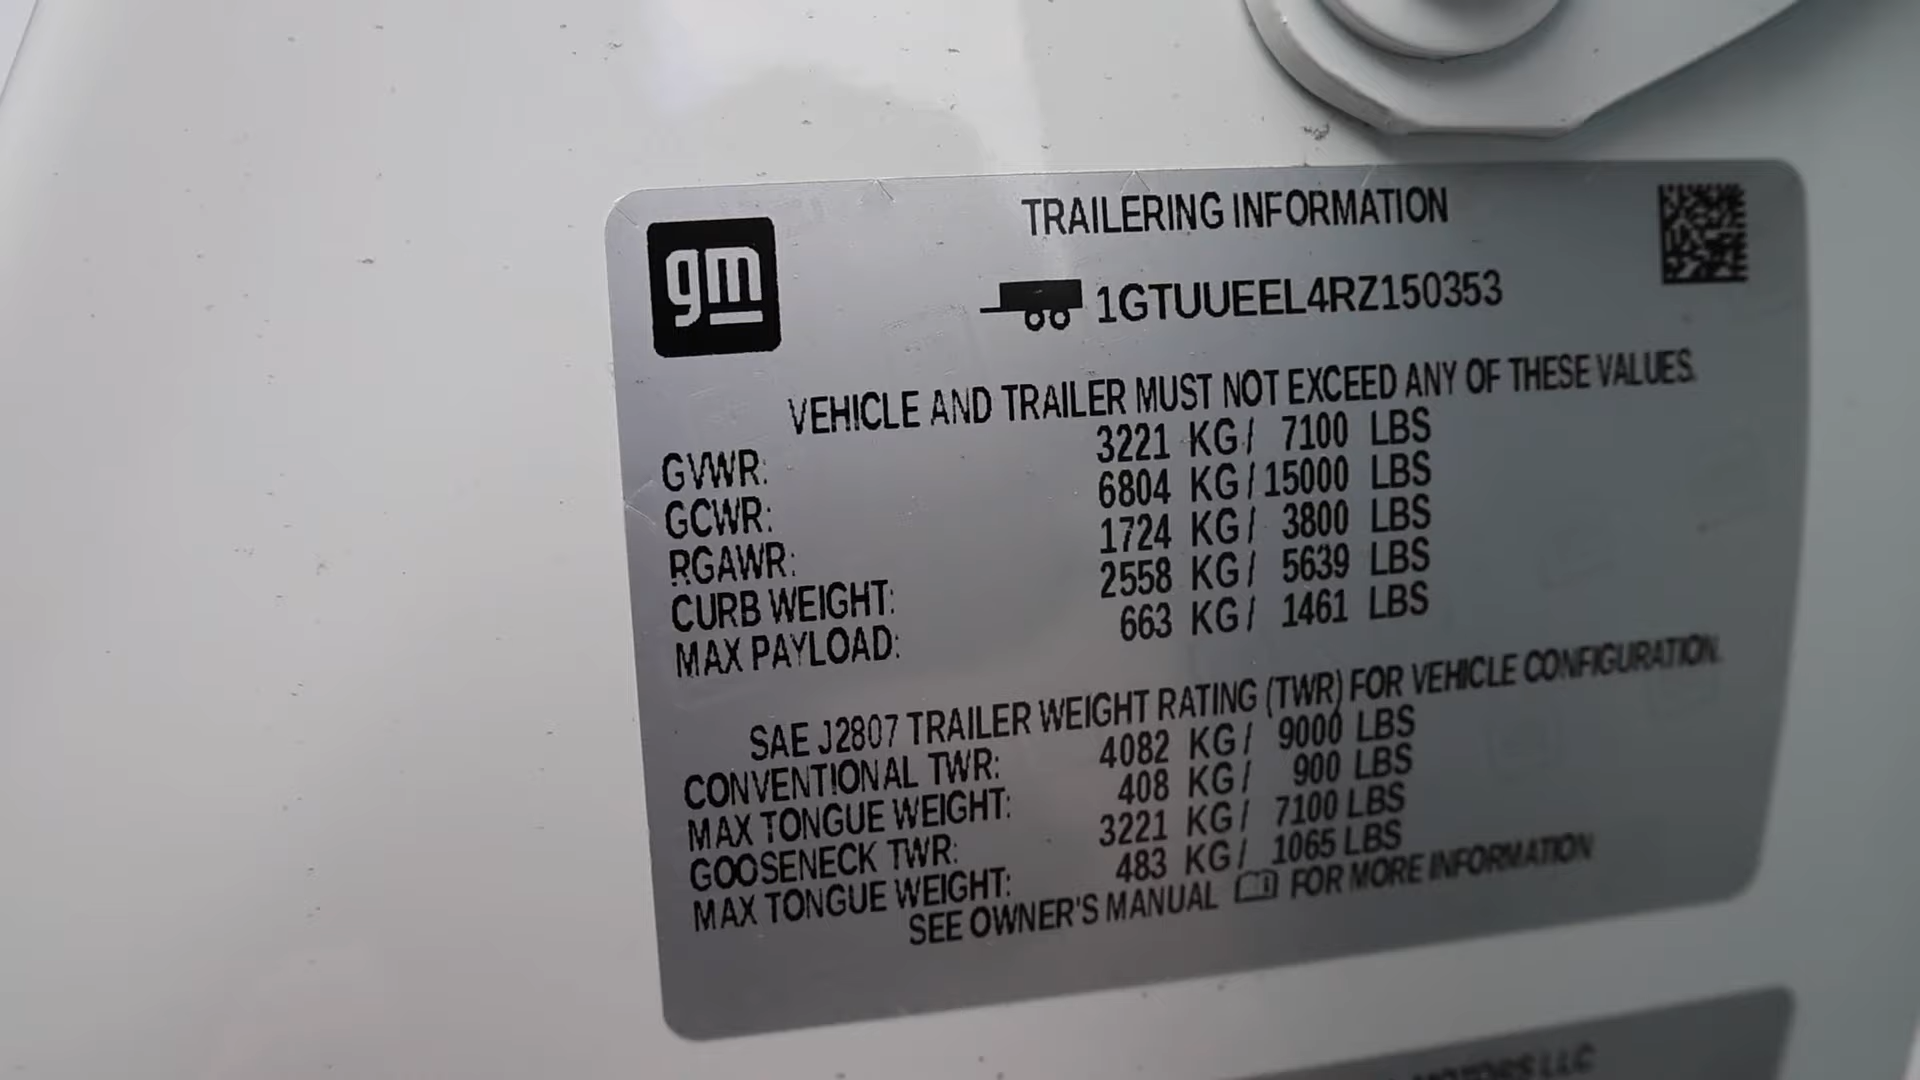 gm
TRAILERING INFORMATION
1GTUUEEL4RZ150353
VEHICLE AND TRAILER MUST NOT EXCEED ANY OF THESE VALUES.
GVWR: 3221 KG/ 7100 LBS
GCWR: 6804 KG/15000 LBS
RGAWR: 1724 KG/ 3800 LBS
CURB WEIGHT: 2558 KG/ 5639 LBS
MAX PAYLOAD: 663 KG/ 1461 LBS
SAE J2807 TRAILER WEIGHT RATING (TWR) FOR VEHICLE CONFIGURATION.
CONVENTIONAL TWR: 4082 KG/ 9000 LBS
MAX TONGUE WEIGHT: 408 KG/ 900 LBS
GOOSENECK TWR: 3221 KG/ 7100 LBS
MAX TONGUE WEIGHT: 483 KG/ 1065 LBS
SEE OWNER'S MANUAL FOR MORE INFORMATION
MOTORS LLC